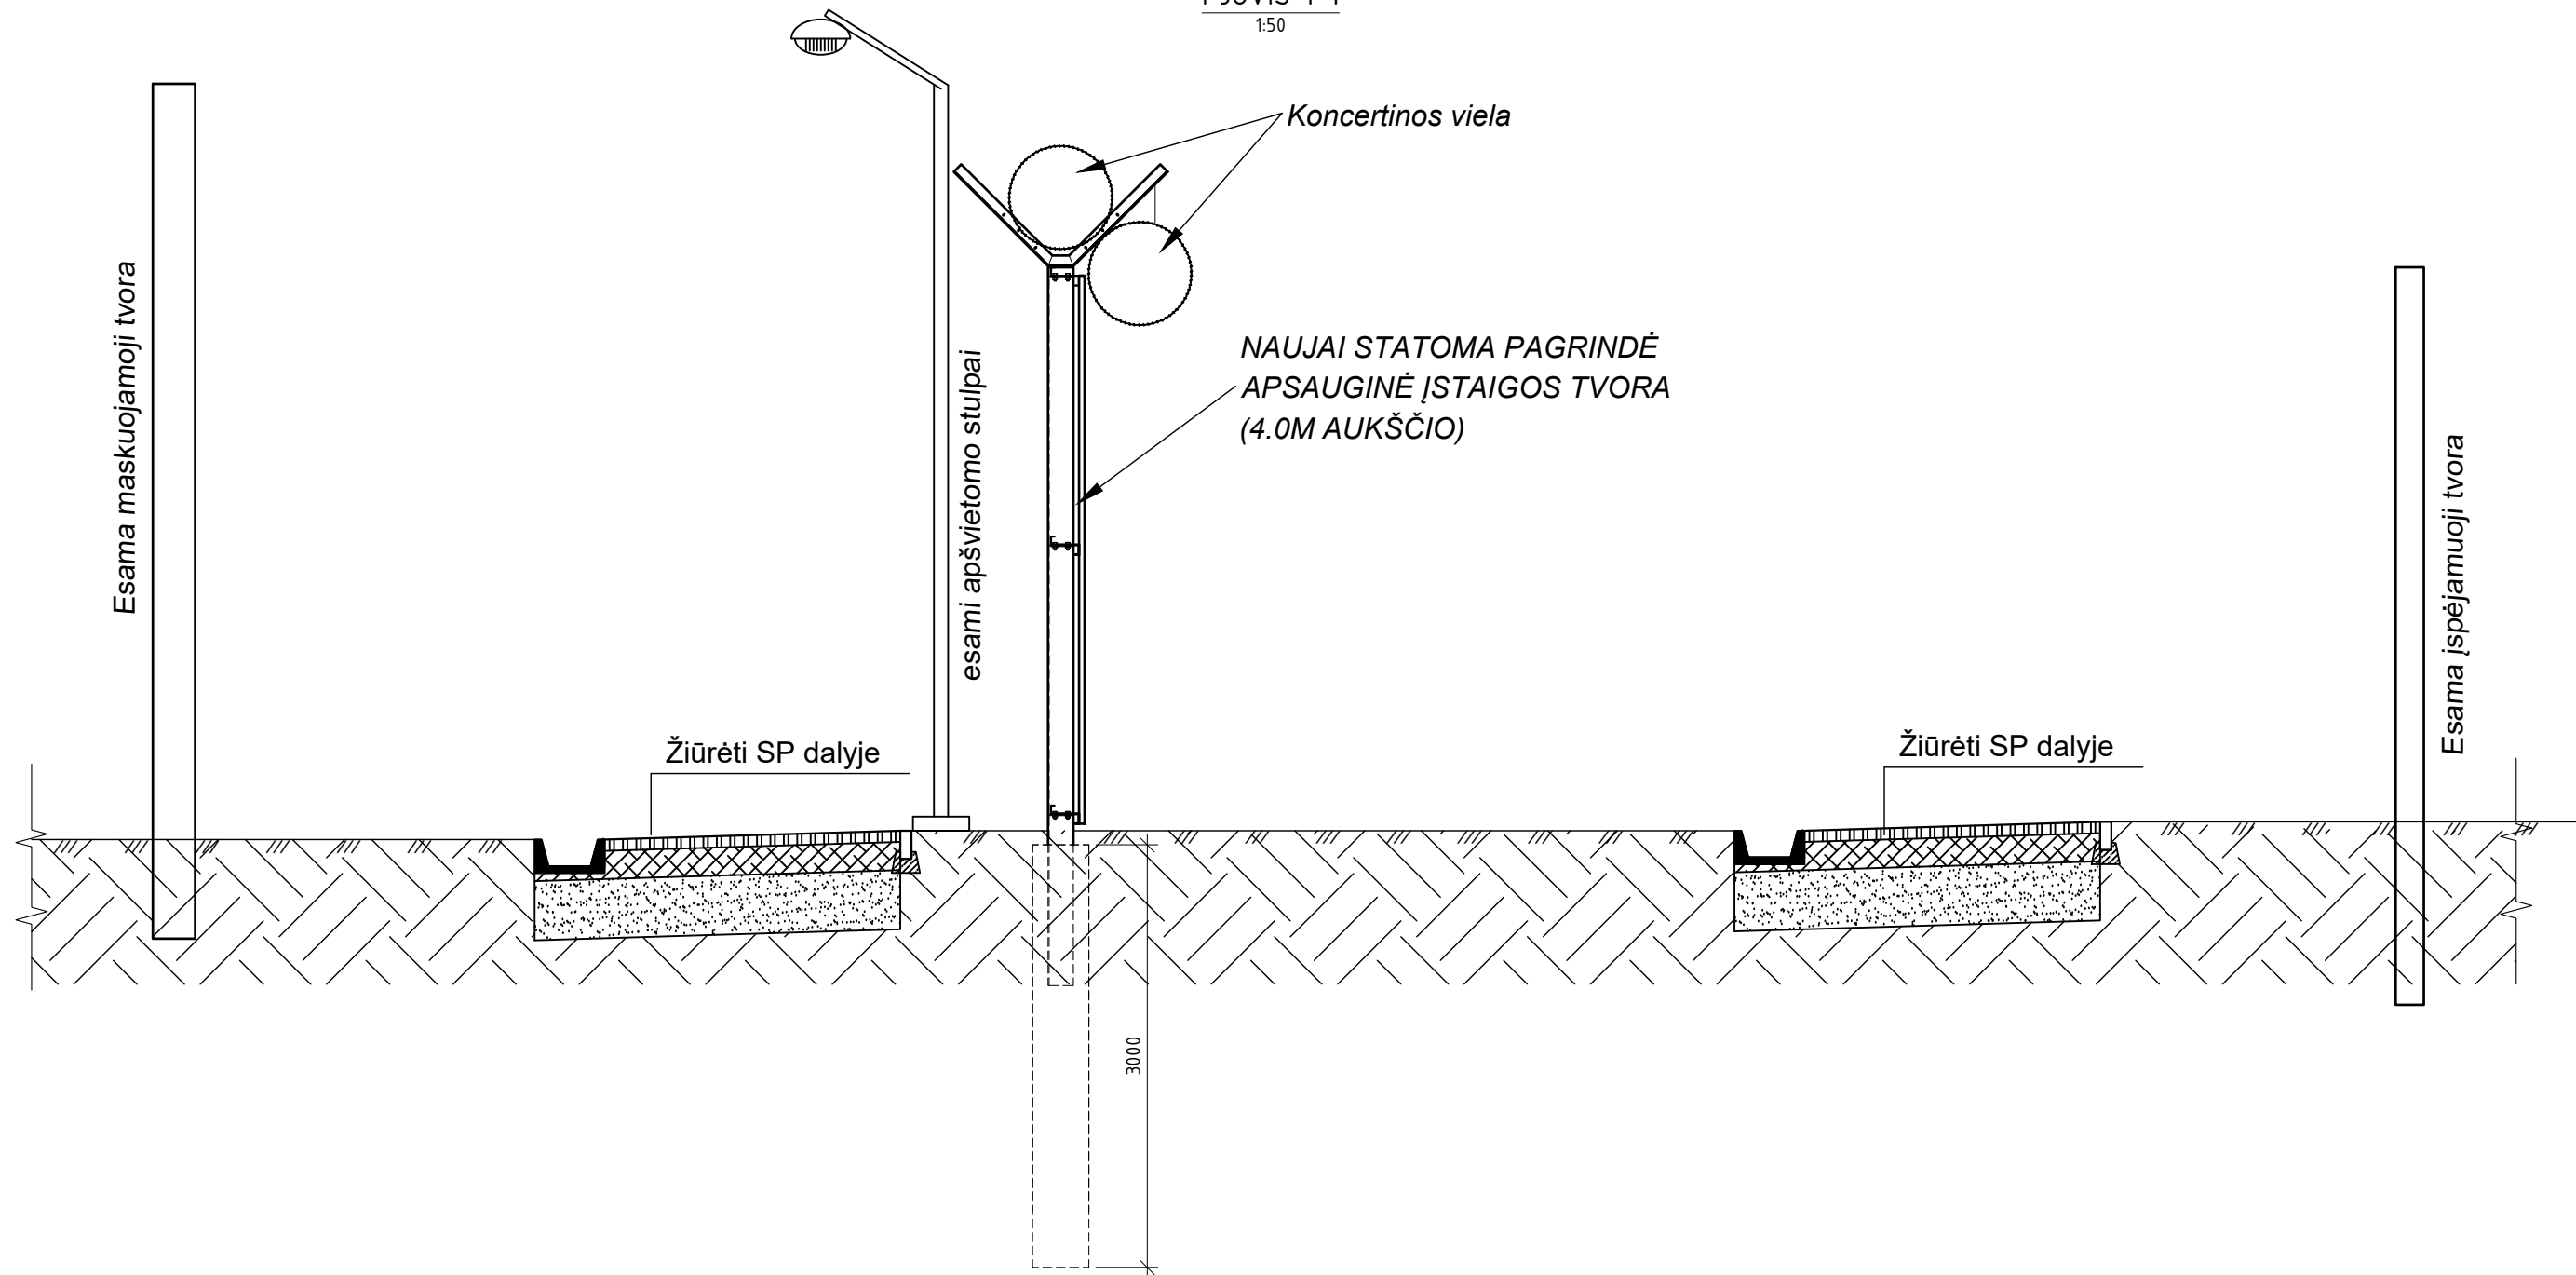 1:50
Koncertinos viela
NAUJAI STATOMA PAGRINDĖ
APSAUGINĖ ĮSTAIGOS TVORA
(4.0M AUKŠČIO)
Esama maskuojamoji tvora
esami apšvietomo stulpai
Esama įspėjamuoji tvora
Žiūrėti SP dalyje
Žiūrėti SP dalyje
3000